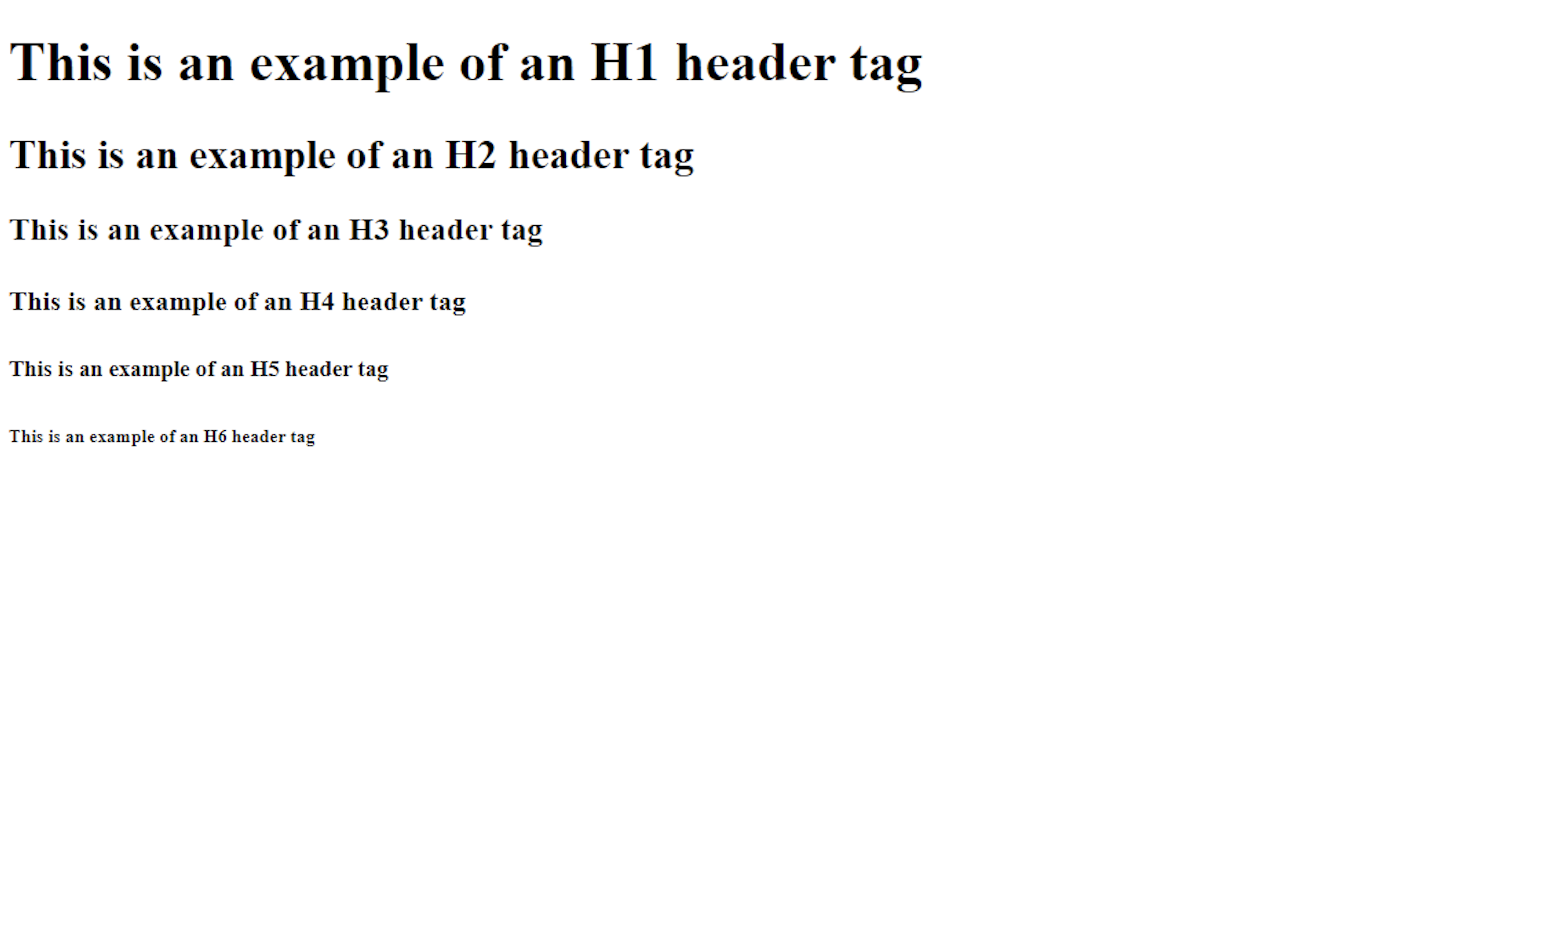 This is an example of an H1 header tag
This is an example of an H2 header tag
This is an example of an H3 header tag
This is an example of an H4 header tag
This is an example of an H5 header tag
This is an example of an H6 header tag